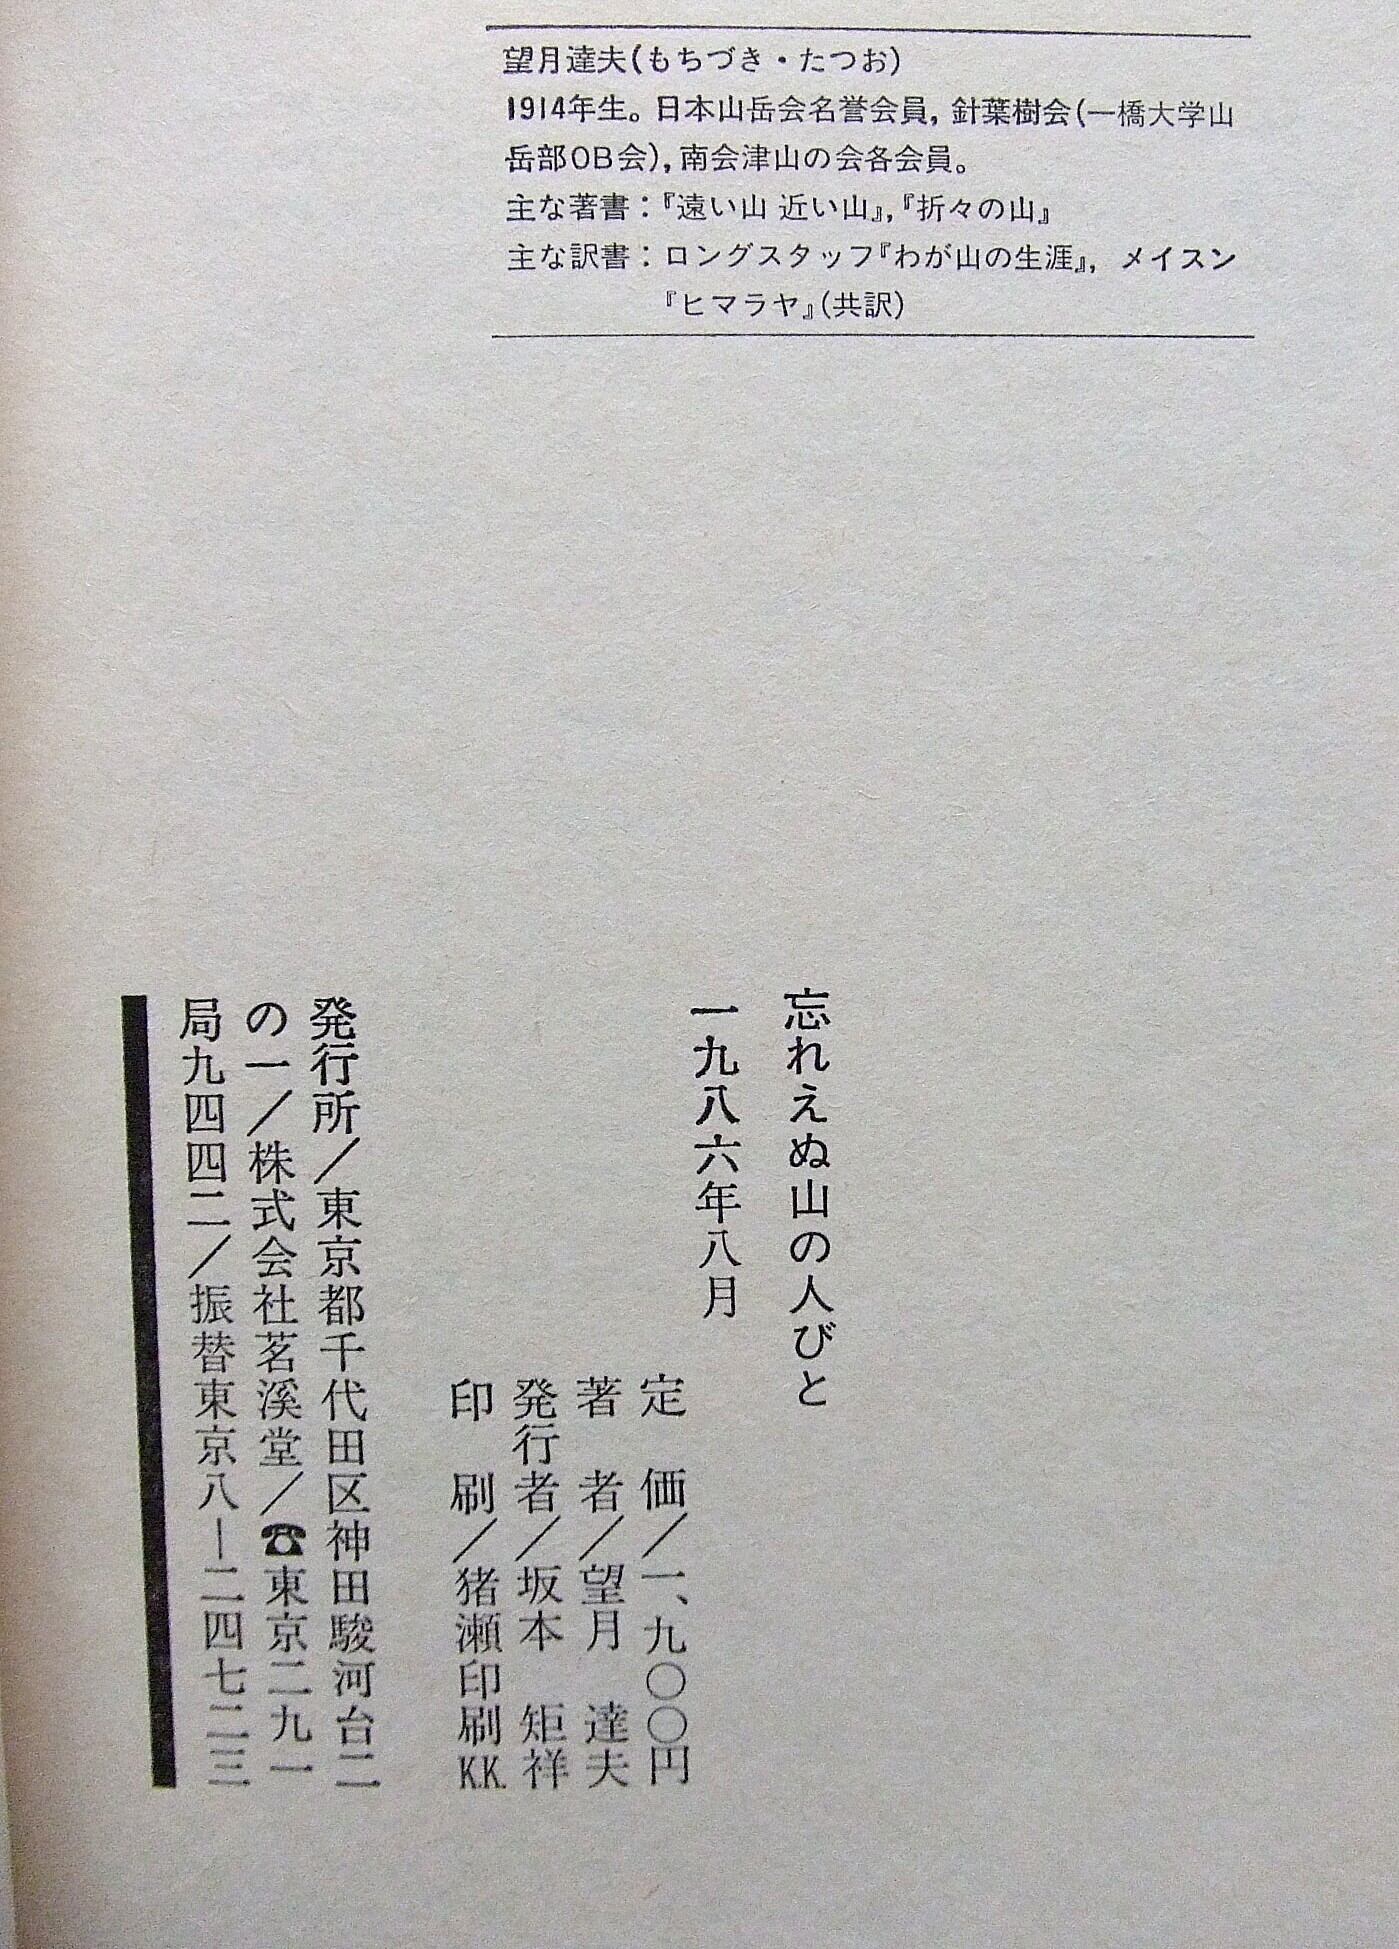 望月達夫(もちづき・たつお)
1914年生。日本山岳会名誉会員,針葉樹会(一橋大学山
岳部OB会),南会津山の会各会員。
主な著書:『遠い山 近い山』,『折々の山』
主な訳書:ロングスタッフ『わが山の生涯』, メイスン
『ヒマラヤ』(共訳)
忘れえぬ山の人びと
一九八六年八月
定 価/一、九〇〇円
著 者/望月 達夫
発行者/坂本 矩祥
印 刷/猪瀬印刷K.K.
発行所/東京都千代田区神田駿河台二
の一/株式会社茗溪堂/☎東京二九一
局九四四二/振替東京八―二四七二三